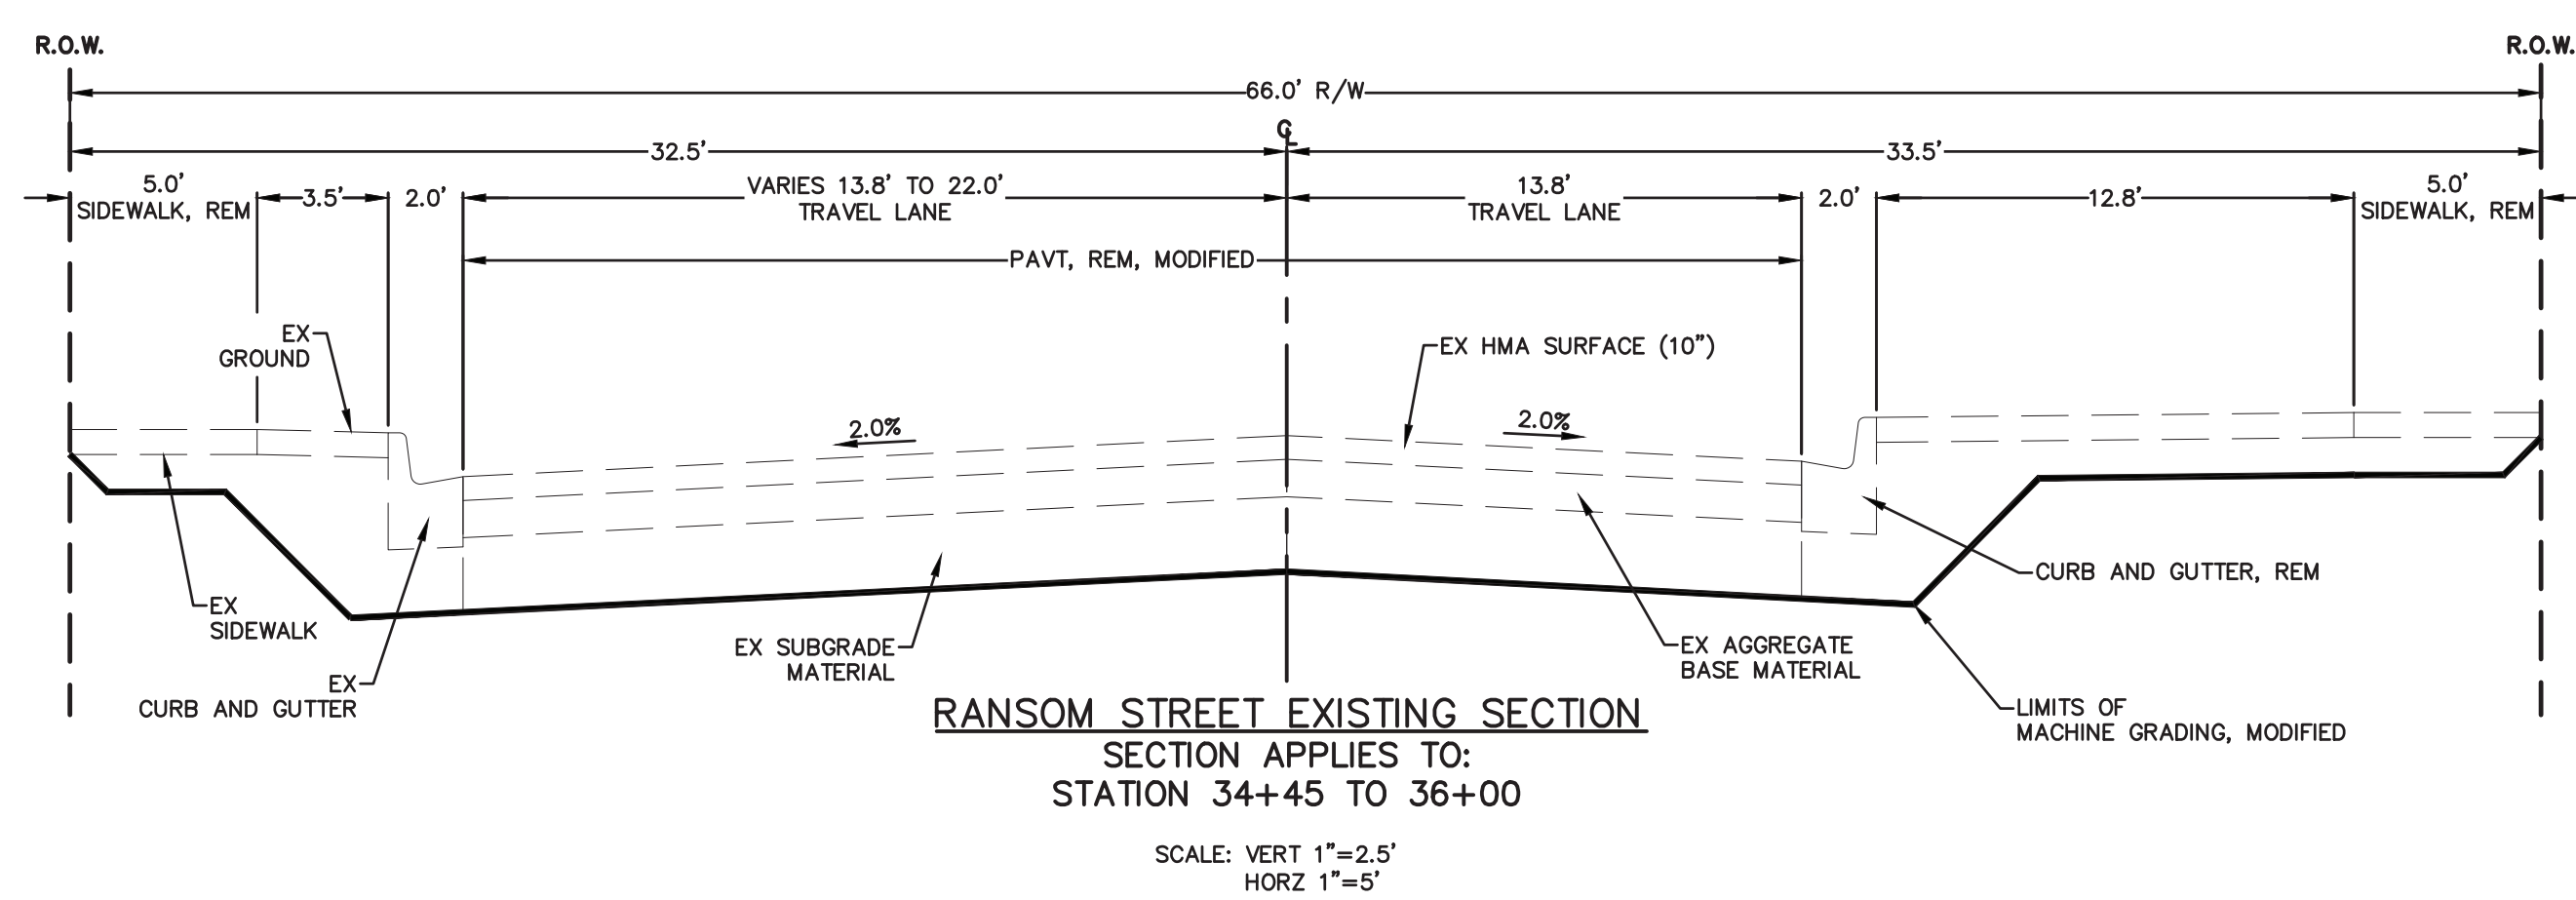 R.O.W.
R.O.W.
66.0' R/W
CL
32.5'
33.5'
5.0'
SIDEWALK, REM
3.5'
2.0'
VARIES 13.8' TO 22.0'
TRAVEL LANE
13.8'
TRAVEL LANE
2.0'
12.8'
5.0'
SIDEWALK, REM
PAVT, REM, MODIFIED
EX
GROUND
EX HMA SURFACE (10")
2.0%
2.0%
EX
SIDEWALK
EX
CURB AND GUTTER
EX SUBGRADE
MATERIAL
EX AGGREGATE
BASE MATERIAL
CURB AND GUTTER, REM
LIMITS OF
MACHINE GRADING, MODIFIED
RANSOM STREET EXISTING SECTION
SECTION APPLIES TO:
STATION 34+45 TO 36+00
SCALE: VERT 1"=2.5'
HORZ 1"=5'